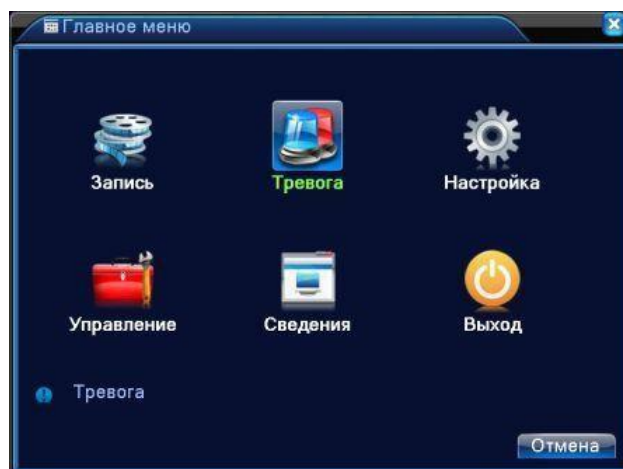 Главное меню
Запись Тревога Настройка
Управление Сведения Выход
Тревога
Отмена